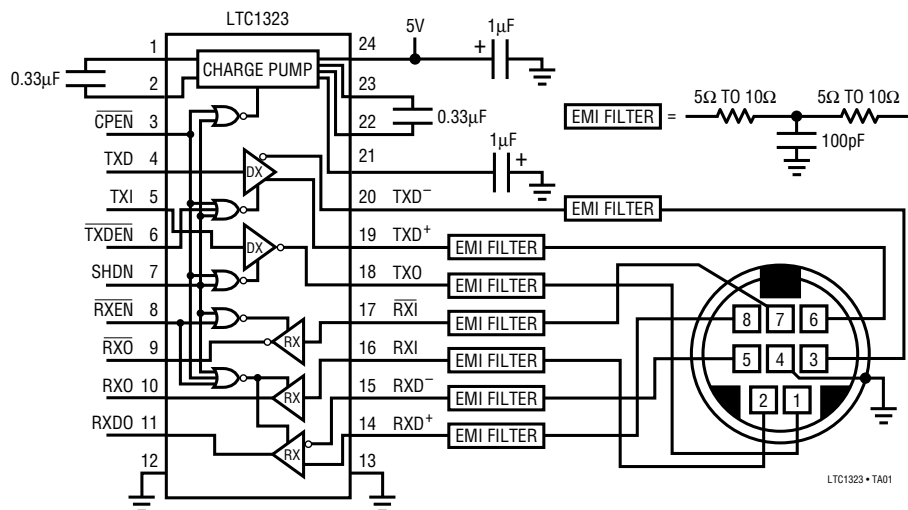 LTC1323
1
2
0.33µF
CHARGE PUMP
24
5V
1µF
+
23
0.33µF
22
1µF
+
21
EMI FILTER = 5Ω TO 10Ω 5Ω TO 10Ω
100pF
CPEN 3
TXD 4
TXI 5
TXDEN 6
SHDN 7
RXEN 8
RXO 9
RXO 10
RXDO 11
12
DX
DX
RX
RX
RX
20 TXD⁻ EMI FILTER
19 TXD⁺ EMI FILTER
18 TXO EMI FILTER
17 RXI EMI FILTER
16 RXI EMI FILTER
15 RXD⁻ EMI FILTER
14 RXD⁺ EMI FILTER
13
8 7 6
5 4 3
2 1
LTC1323 • TA01